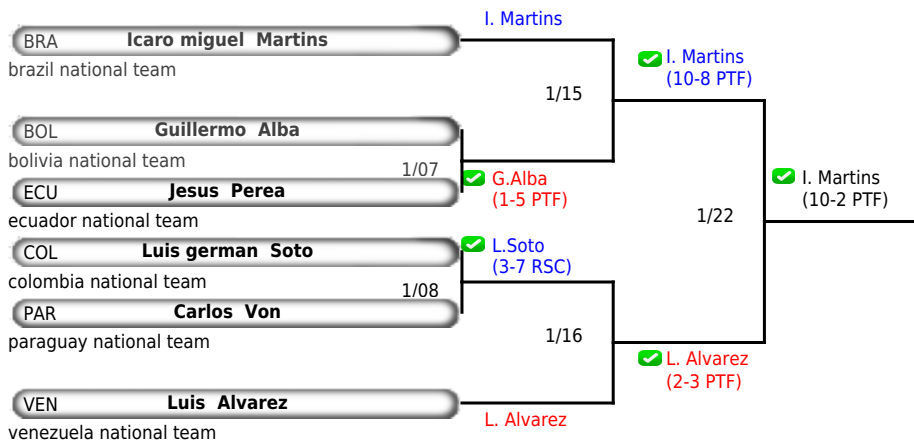 I. Martins
BRA Icaro miguel Martins
brazil national team
I. Martins
(10-8 PTF)
1/15
BOL Guillermo Alba
bolivia national team
1/07
ECU Jesus Perea
ecuador national team
G.Alba
(1-5 PTF)
I. Martins
(10-2 PTF)
1/22
COL Luis german Soto
colombia national team
L.Soto
(3-7 RSC)
1/08
PAR Carlos Von
paraguay national team
1/16
L. Alvarez
(2-3 PTF)
VEN Luis Alvarez
venezuela national team
L. Alvarez